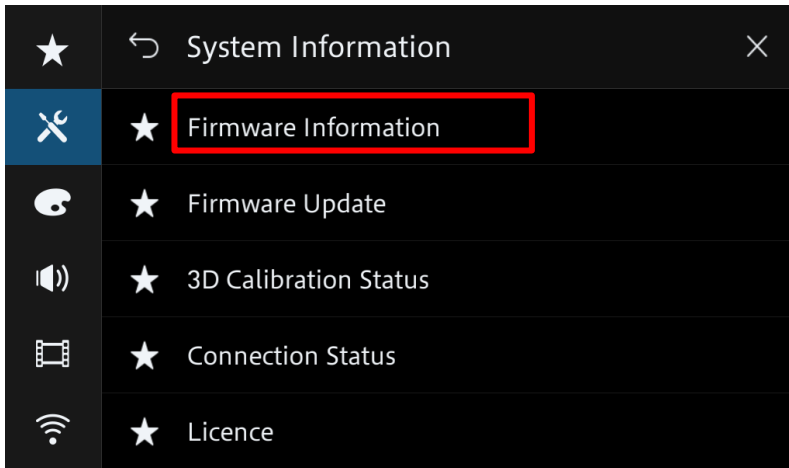 System Information
Firmware Information
Firmware Update
3D Calibration Status
Connection Status
Licence